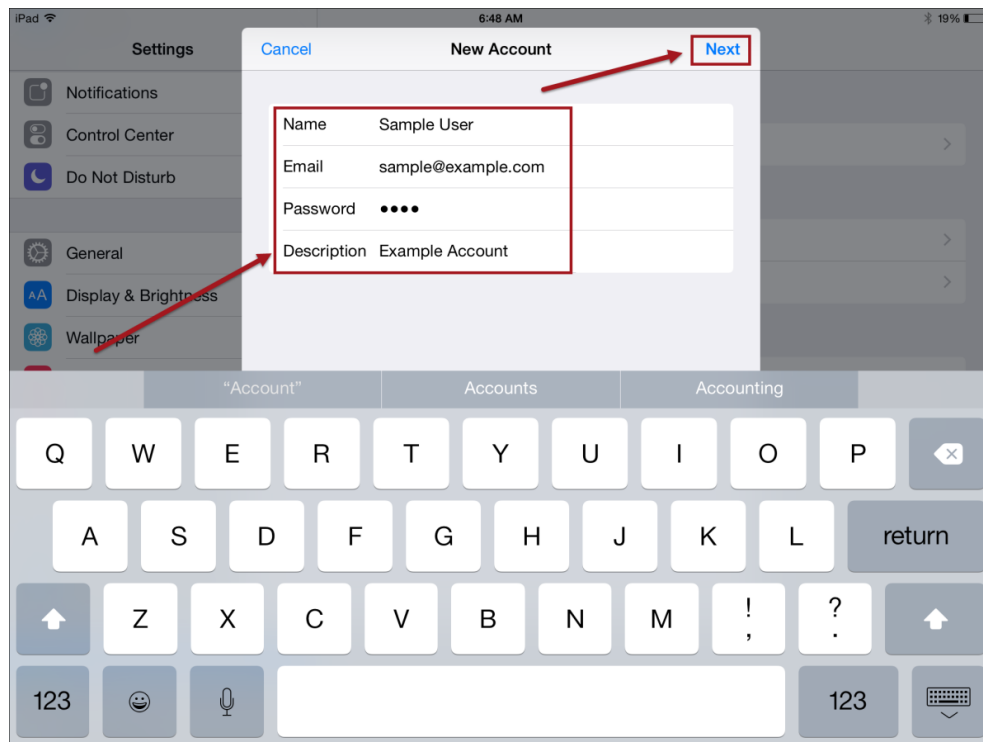 iPad 6:48 AM 19%
Settings
Cancel New Account Next
Notifications
Control Center
Do Not Disturb
General
AA Display & Brightness
Wallpaper
Name Sample User
Email sample@example.com
Password ••••
Description Example Account
“Account” Accounts Accounting
Q W E R T Y U I O P
A S D F G H J K L return
Z X C V B N M ! , ? .
123 123